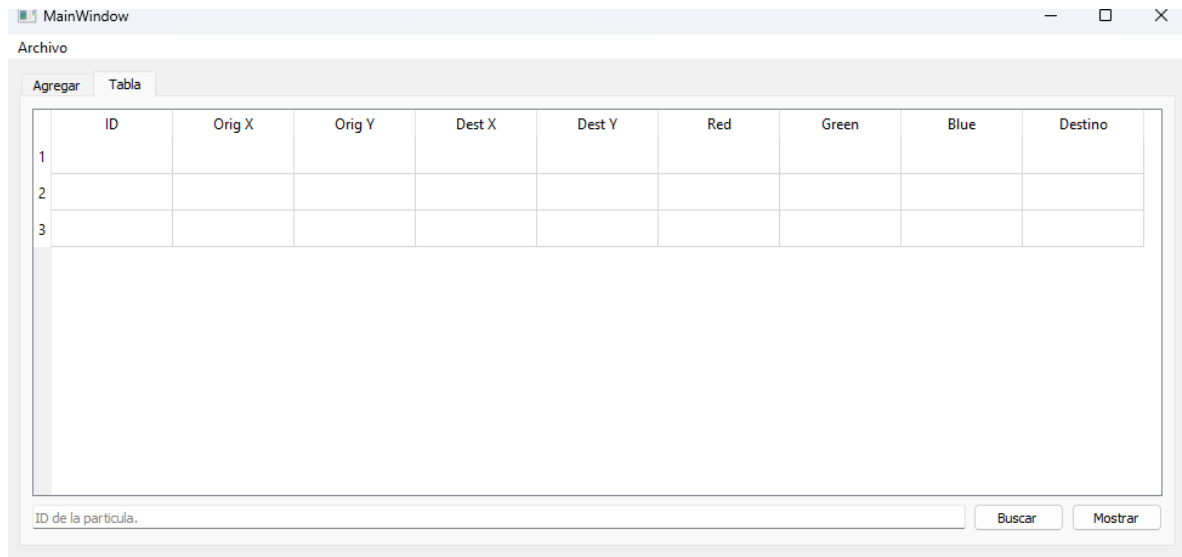 MainWindow
Archivo
Agregar Tabla
ID Orig X Orig Y Dest X Dest Y Red Green Blue Destino
1
2
3
ID de la particula. Buscar Mostrar